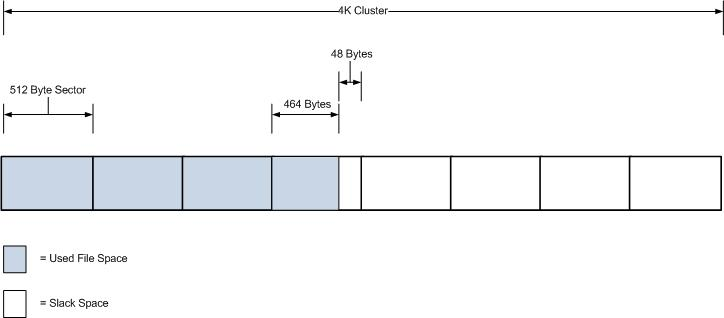 4K Cluster
48 Bytes
512 Byte Sector
464 Bytes
= Used File Space
= Slack Space